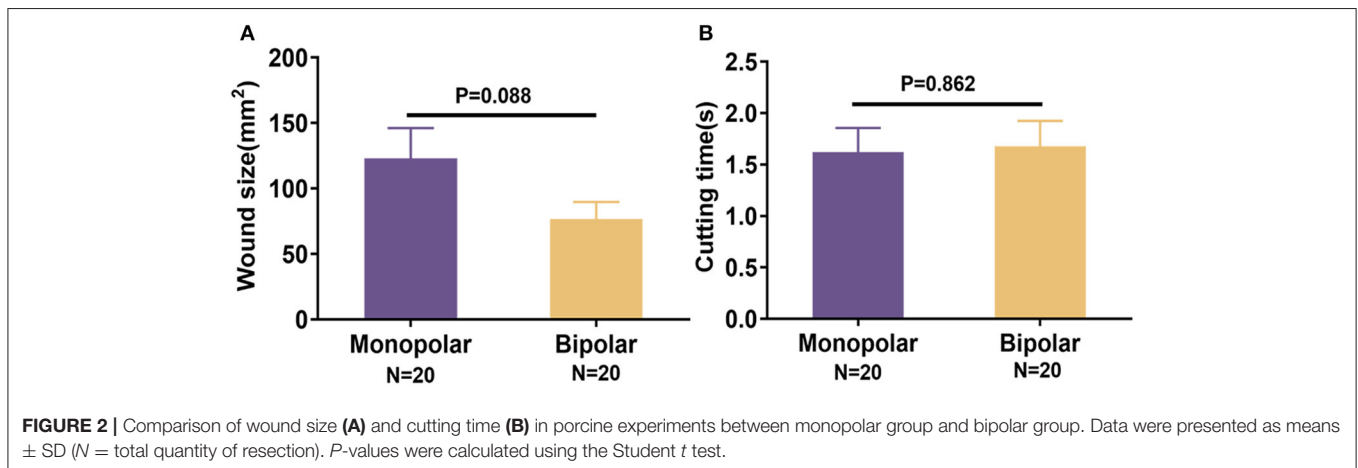 A
Wound size(mm²)
200
150
100
50
0
P=0.088
Monopolar
N=20
Bipolar
N=20
B
Cutting time(s)
2.5
2.0
1.5
1.0
0.5
0.0
P=0.862
Monopolar
N=20
Bipolar
N=20
FIGURE 2 | Comparison of wound size (A) and cutting time (B) in porcine experiments between monopolar group and bipolar group. Data were presented as means
± SD (N = total quantity of resection). P-values were calculated using the Student t test.